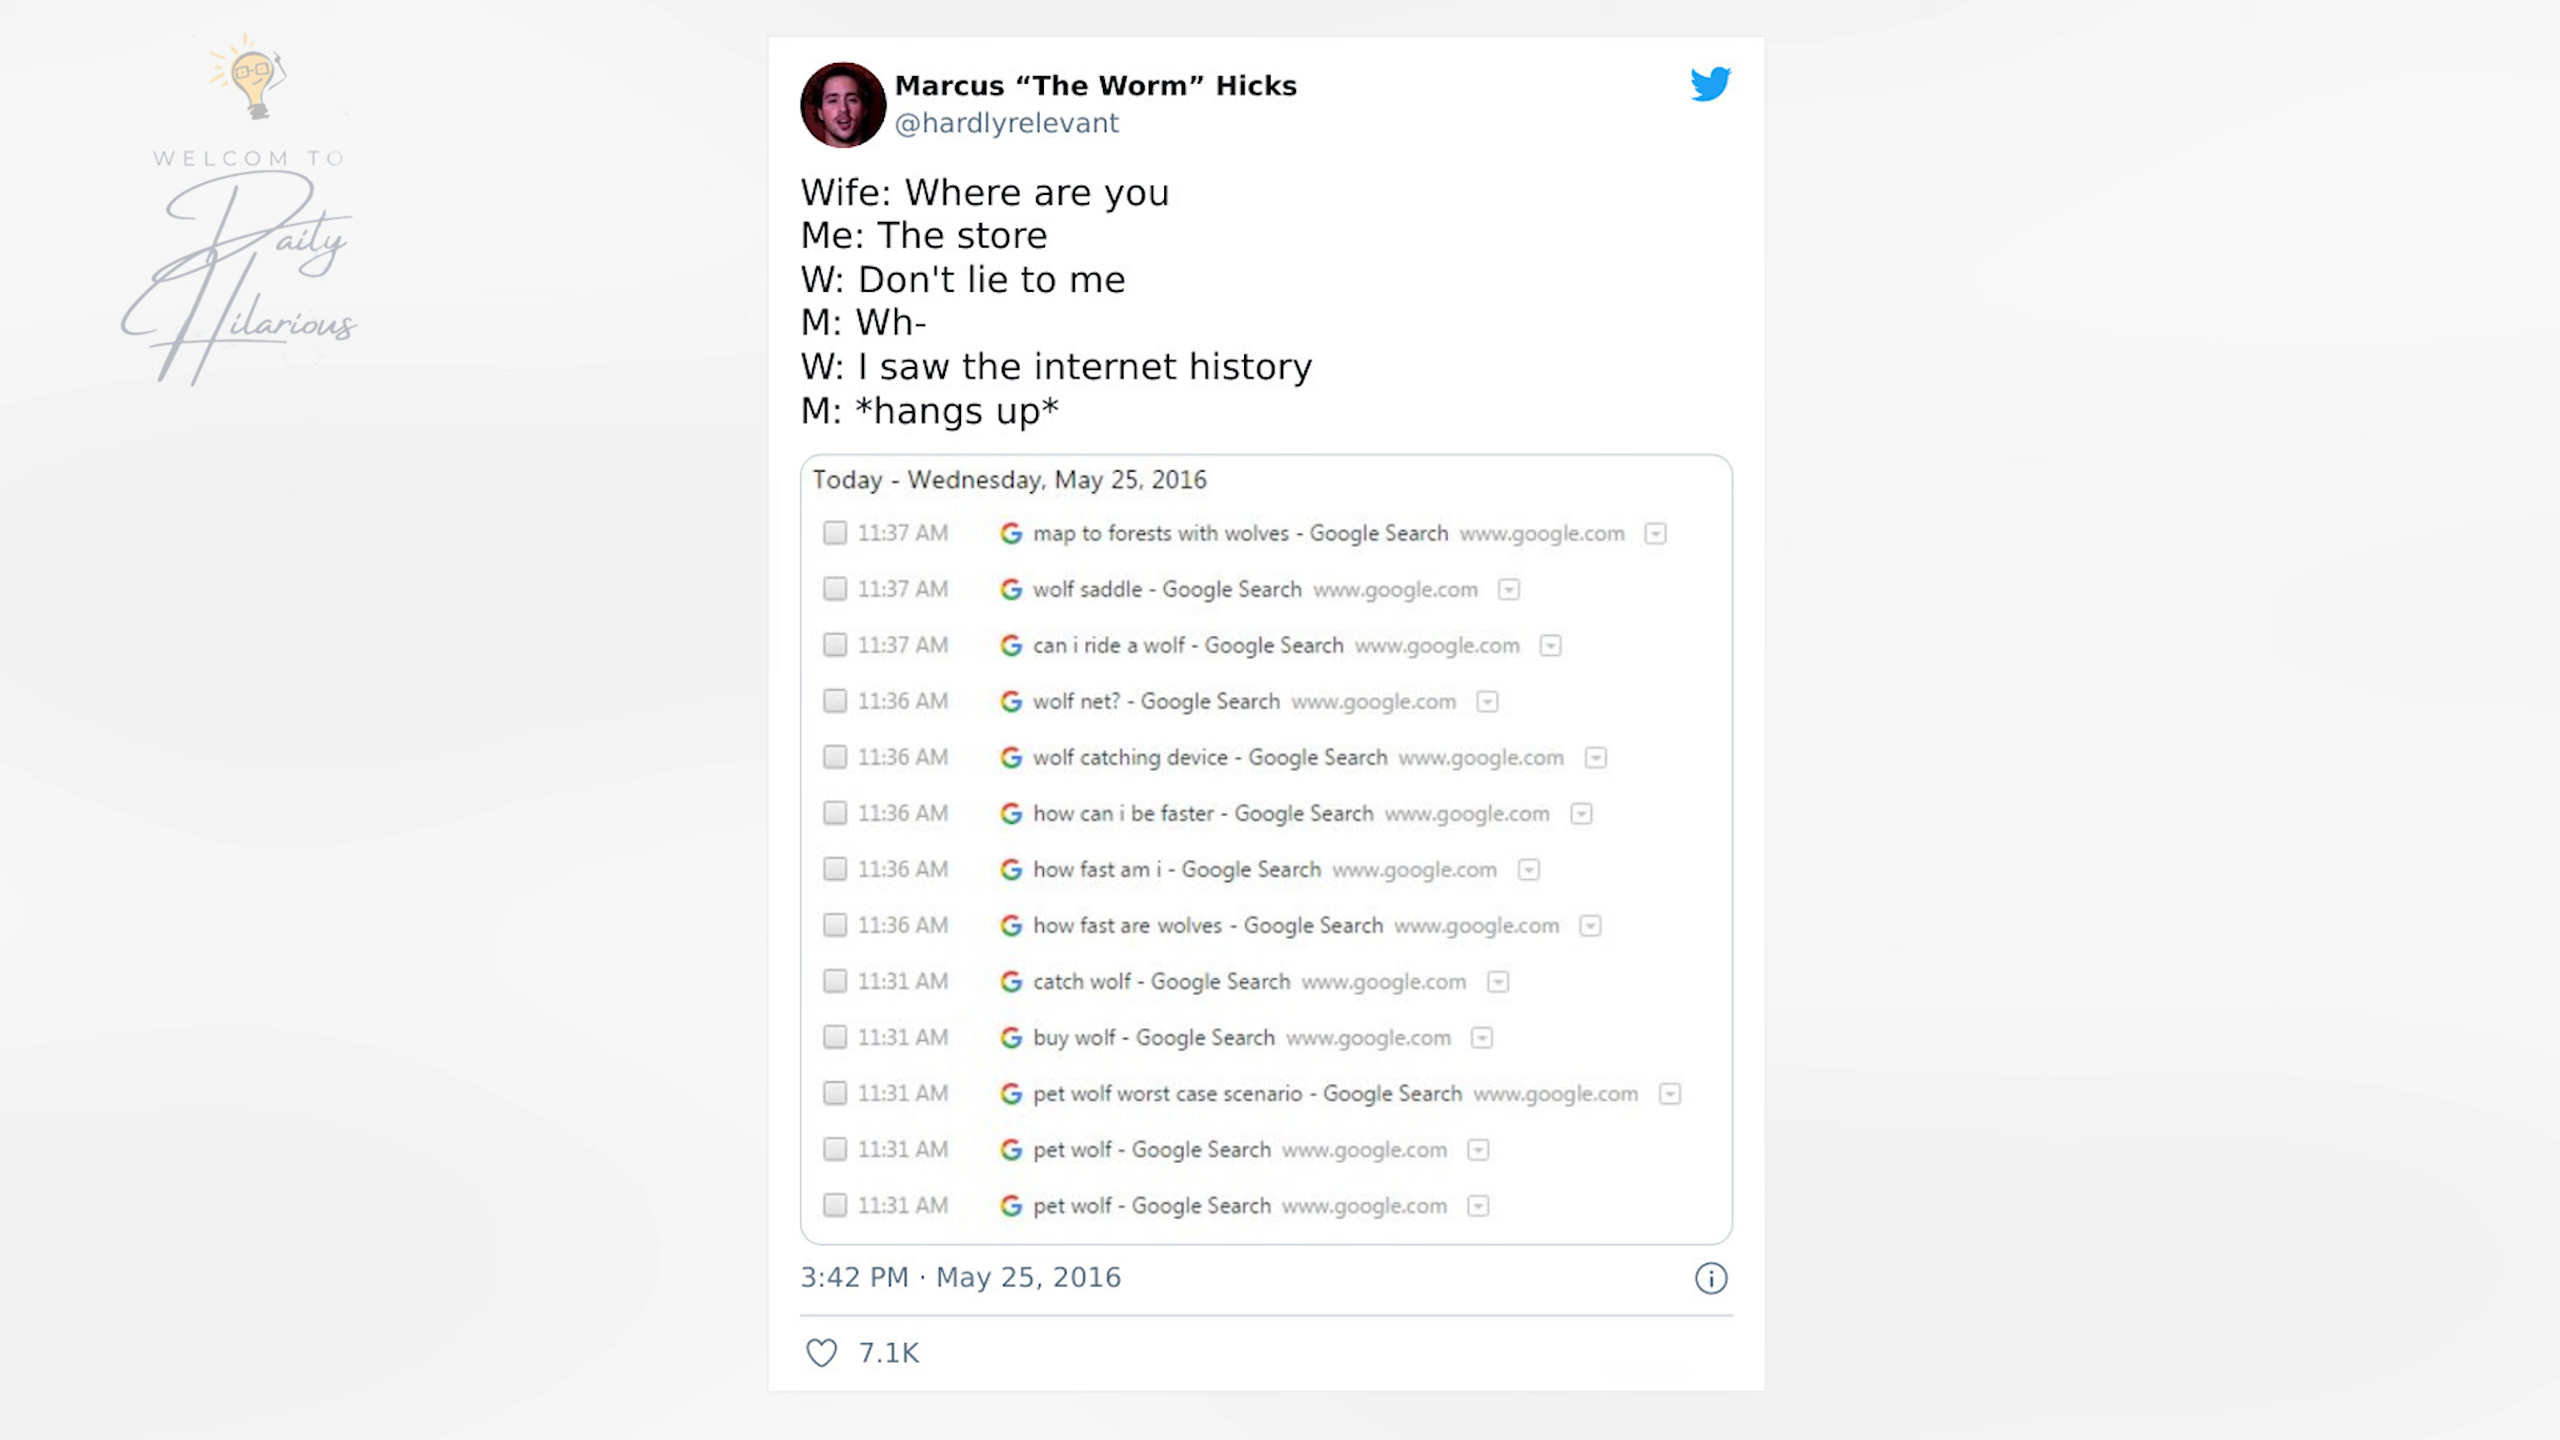 WELCOM TO
Daily
Hilarious
Marcus “The Worm” Hicks
@hardlyrelevant
Wife: Where are you
Me: The store
W: Don't lie to me
M: Wh-
W: I saw the internet history
M: *hangs up*
Today - Wednesday, May 25, 2016
11:37 AM map to forests with wolves - Google Search www.google.com
11:37 AM wolf saddle - Google Search www.google.com
11:37 AM can i ride a wolf - Google Search www.google.com
11:36 AM wolf net? - Google Search www.google.com
11:36 AM wolf catching device - Google Search www.google.com
11:36 AM how can i be faster - Google Search www.google.com
11:36 AM how fast am i - Google Search www.google.com
11:36 AM how fast are wolves - Google Search www.google.com
11:31 AM catch wolf - Google Search www.google.com
11:31 AM buy wolf - Google Search www.google.com
11:31 AM pet wolf worst case scenario - Google Search www.google.com
11:31 AM pet wolf - Google Search www.google.com
11:31 AM pet wolf - Google Search www.google.com
3:42 PM · May 25, 2016
7.1K